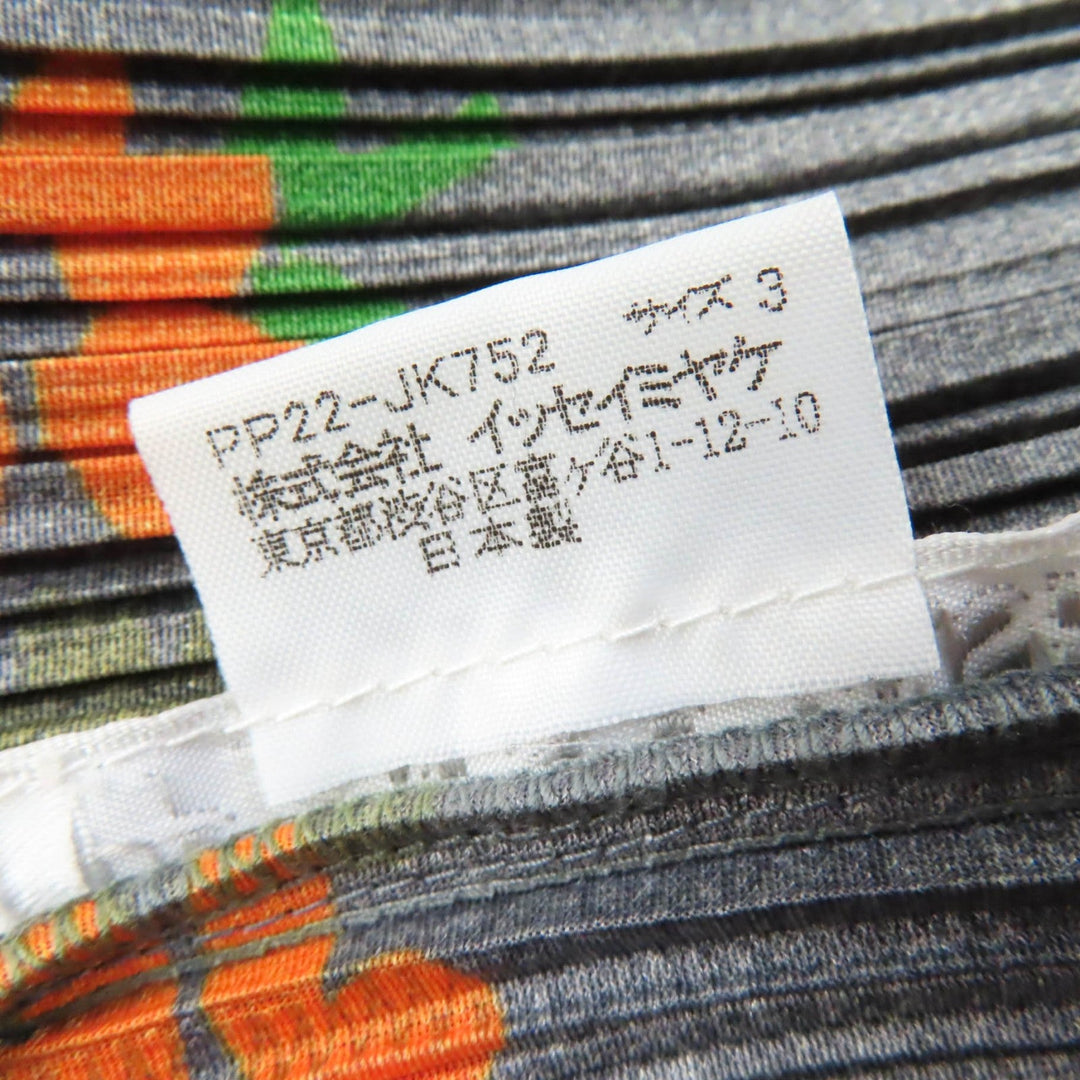 サイズ 3
PP22-JK752
株式会社 イッセイミヤケ
東京都渋谷区富ケ谷1-12-10
日本製